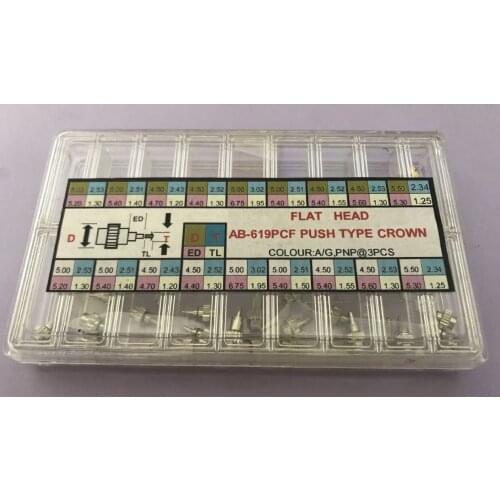 5.00 2.53 5.00 2.51 4.50 2.43 4.50 2.52 5.00 3.02 5.00 2.51 4.50 2.52 4.50 2.53 5.50 2.34
5.20 1.30 5.40 1.40 4.70 1.20 4.40 1.30 6.75 1.95 5.40 1.50 5.40 1.55 5.60 1.30 5.30 1.25
FLAT HEAD
ED
D T D T AB-619PCF PUSH TYPE CROWN
TL ED TL COLOUR:A/G,PNP@3PCS
5.00 2.53 5.00 2.51 4.50 2.43 4.50 2.52 5.00 3.02 5.00 2.51 4.50 2.52 4.50 2.53 5.50 2.34
5.20 1.30 5.40 1.40 4.70 1.20 4.40 1.30 6.75 1.95 5.40 1.50 5.40 1.55 5.60 1.30 5.30 1.25